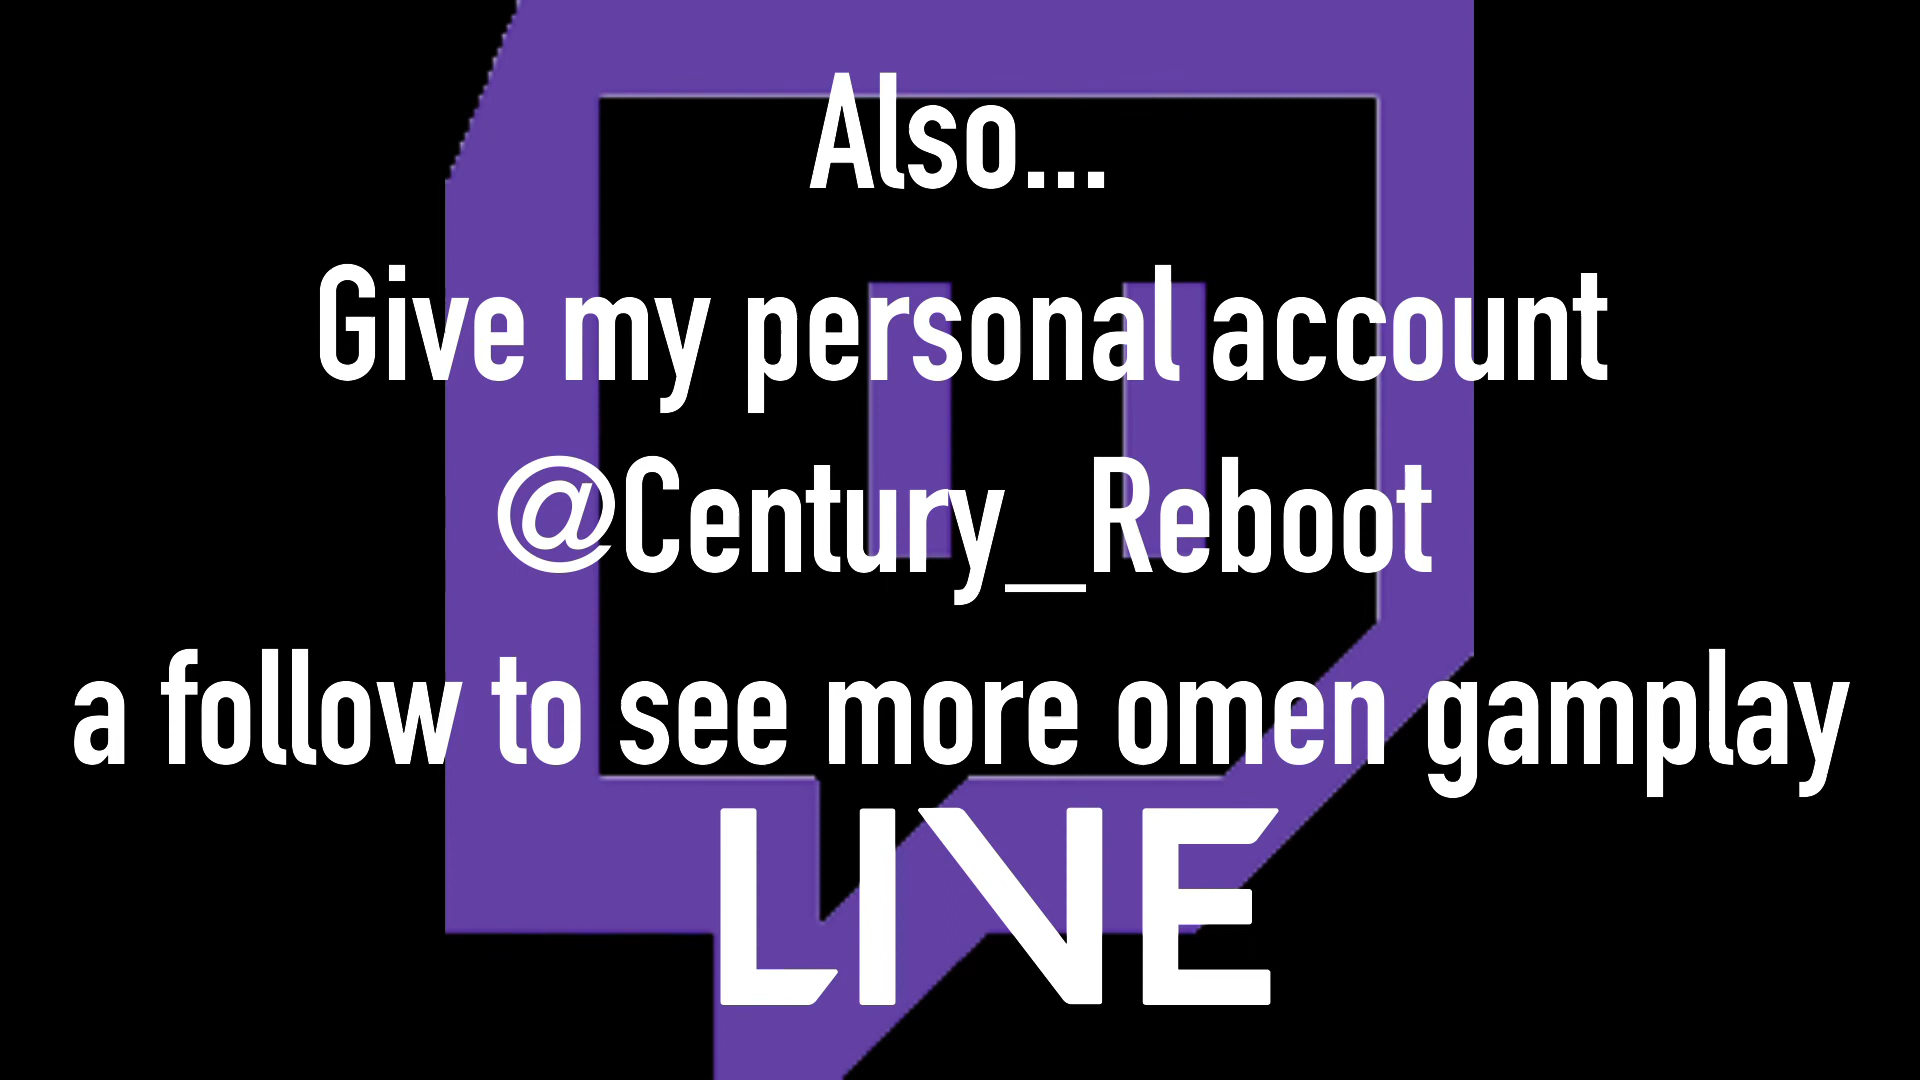 Also...
Give my personal account
@Century_Reboot
a follow to see more omen gamplay
LIVE